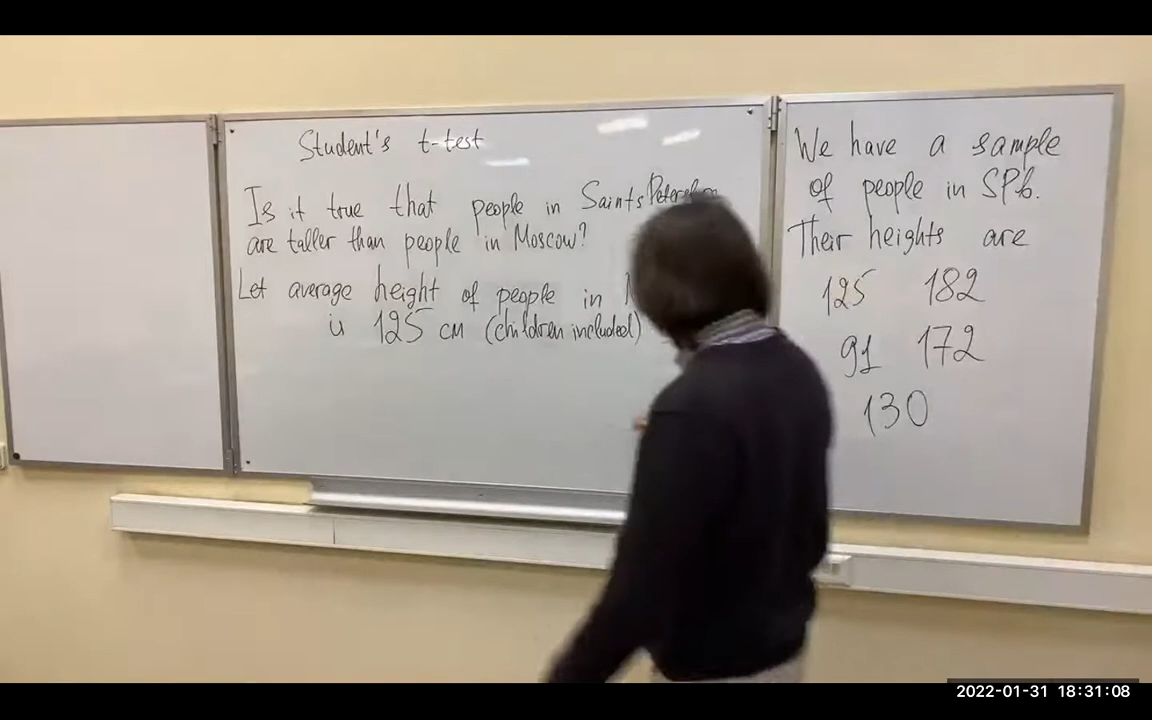 Student's t-test
Is it true that people in Saints
are taller than people in Moscow?
Let average height of people in
is 125 cm (children included)
We have a sample
of people in SPb.
Their heights are
125 182
91 172
130
2022-01-31 18:31:08